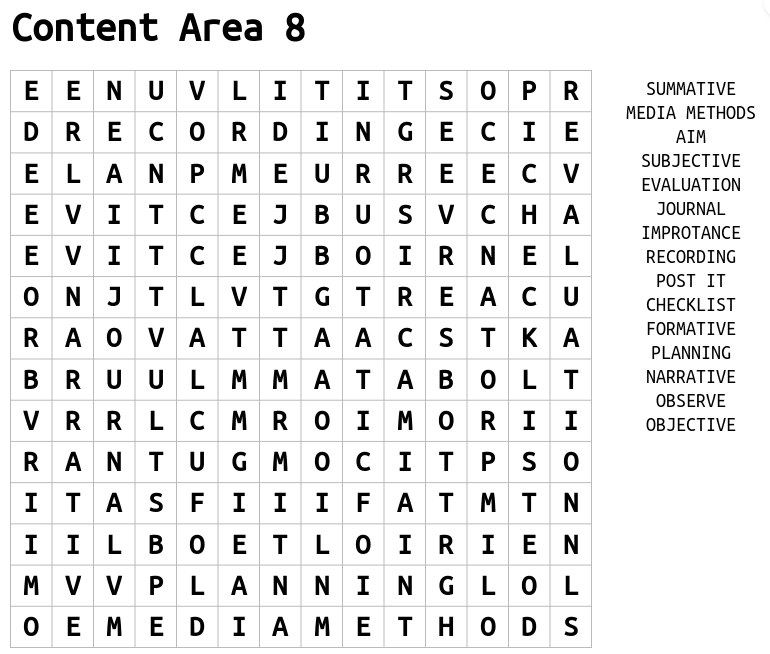 Content Area 8
E E N U V L I T I T S O P R
D R E C O R D I N G E C I E
E L A N P M E U R R E E C V
E V I T C E J B U S V C H A
E V I T C E J B O I R N E L
O N J T L V T G T R E A C U
R A O V A T T A A C S T K A
B R U U L M M A T A B O L T
V R R L C M R O I M O R I I
R A N T U G M O C I T P S O
I T A S F I I I F A T M T N
I I L B O E T L O I R I E N
M V V P L A N N I N G L O L
O E M E D I A M E T H O D S
SUMMATIVE
MEDIA METHODS
AIM
SUBJECTIVE
EVALUATION
JOURNAL
IMPROTANCE
RECORDING
POST IT
CHECKLIST
FORMATIVE
PLANNING
NARRATIVE
OBSERVE
OBJECTIVE